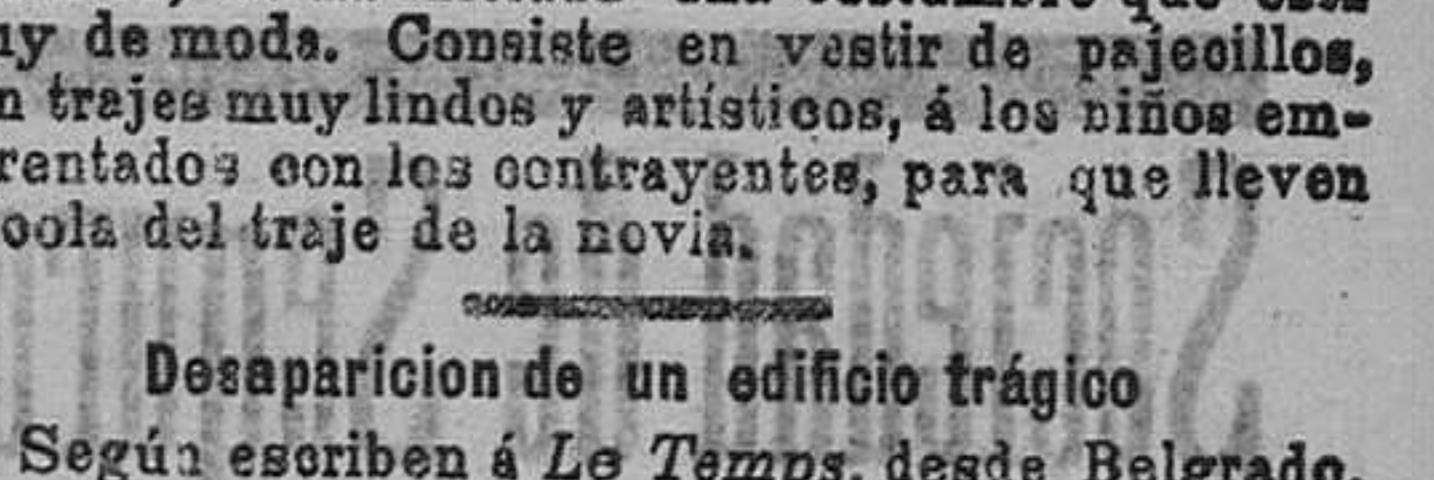 que
uy de moda. Consiste en vestir de pajecillos,
n trajes muy lindos y artísticos, á los niños em-
rentados con los contrayentes, para que lleven
cola del traje de la novia.
Desaparicion de un edificio trágico
Según escriben á Le Temps, desde Belgrado,